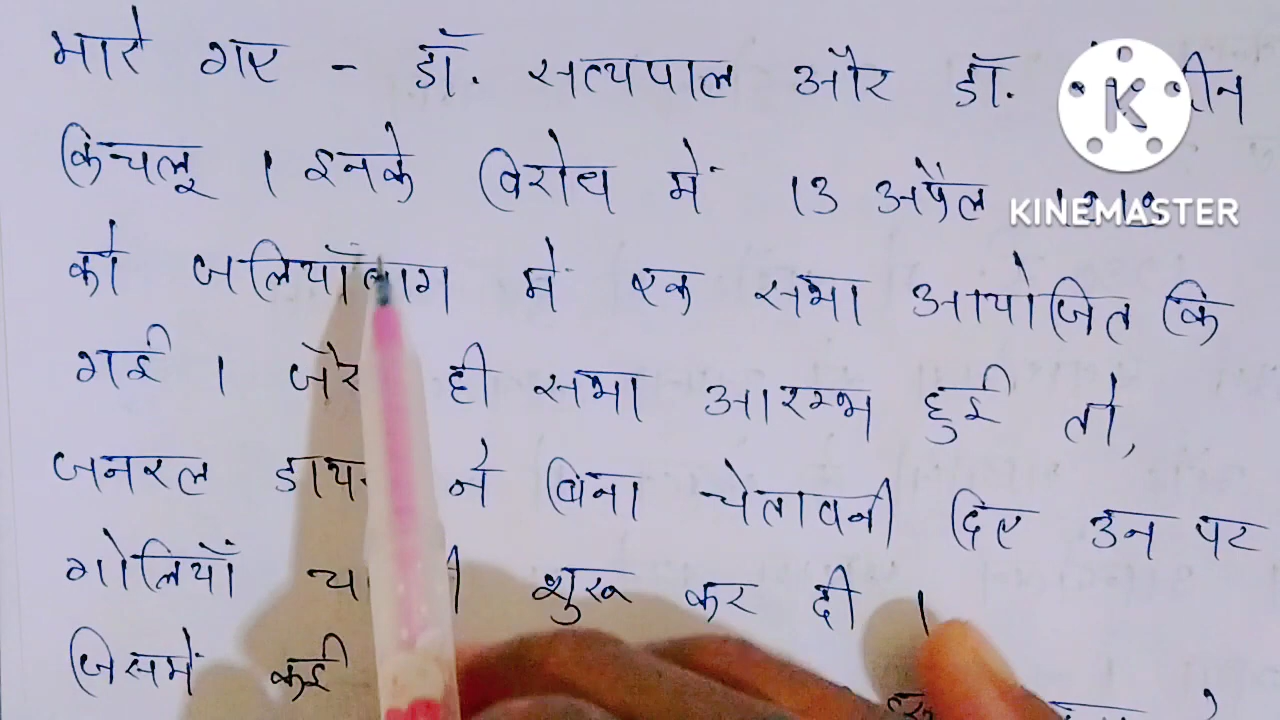 मारे गए - डॉ. सत्यपाल और डॉ.
किचलू । इनके विरोध में 13 अप्रैल 1919
KINEMASTER
को जलियाँवाला बाग मे एक सभा आयोजित कि
गई । ही सभा आरम्भ हुई तो,
जनरल ने बिना चेतावनी दिए उन पर
गोलियाँ शुरू कर दी ।
जिसमें कई